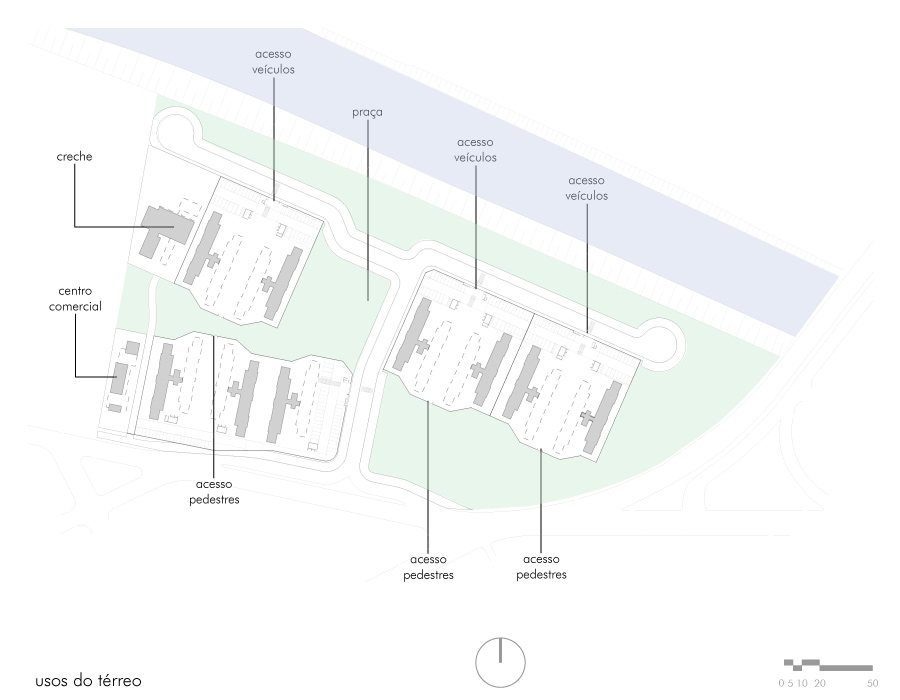 acesso
veículos
praça
acesso
veículos
creche
acesso
veículos
centro
comercial
acesso
pedestres
acesso
pedestres
acesso
pedestres
usos do térreo
0 5 10 20 50